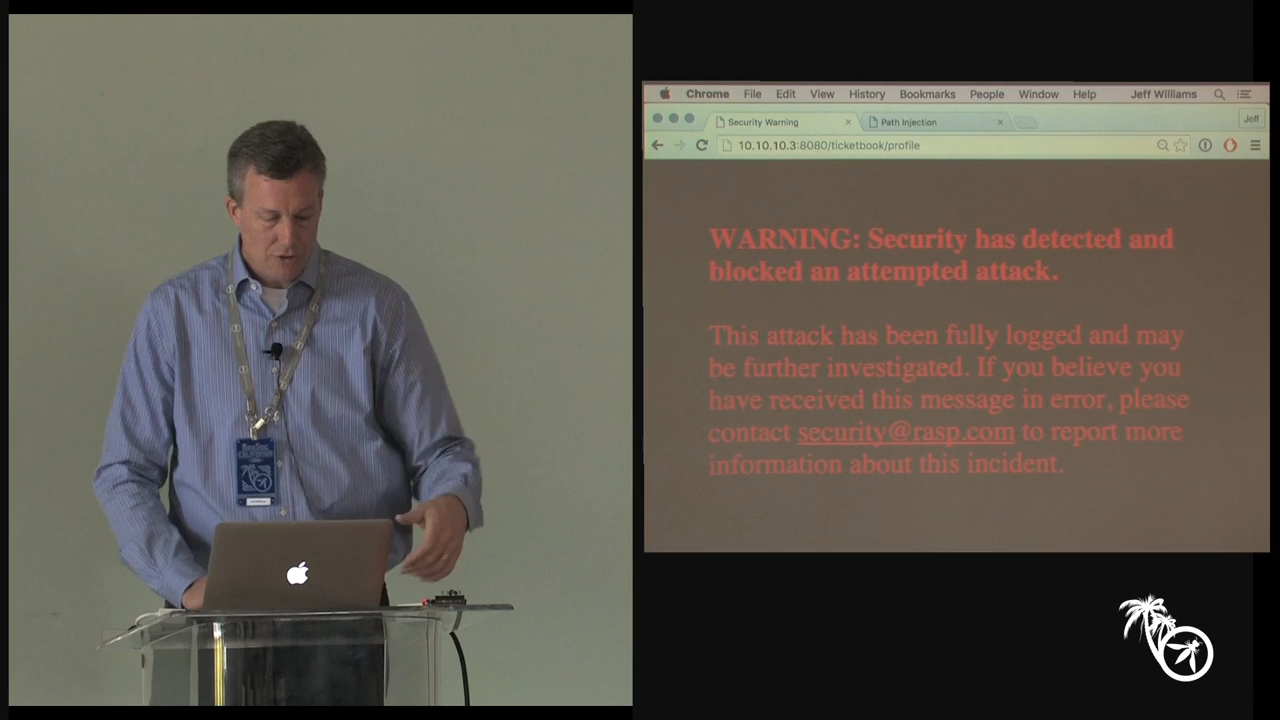 Chrome File Edit View History Bookmarks People Window Help Jeff Williams
Security Warning Path Injection Jeff
10.10.10.3:8080/ticketbook/profile
WARNING: Security has detected and
blocked an attempted attack.
This attack has been fully logged and may
be further investigated. If you believe you
have received this message in error, please
contact security@rasp.com to report more
information about this incident.